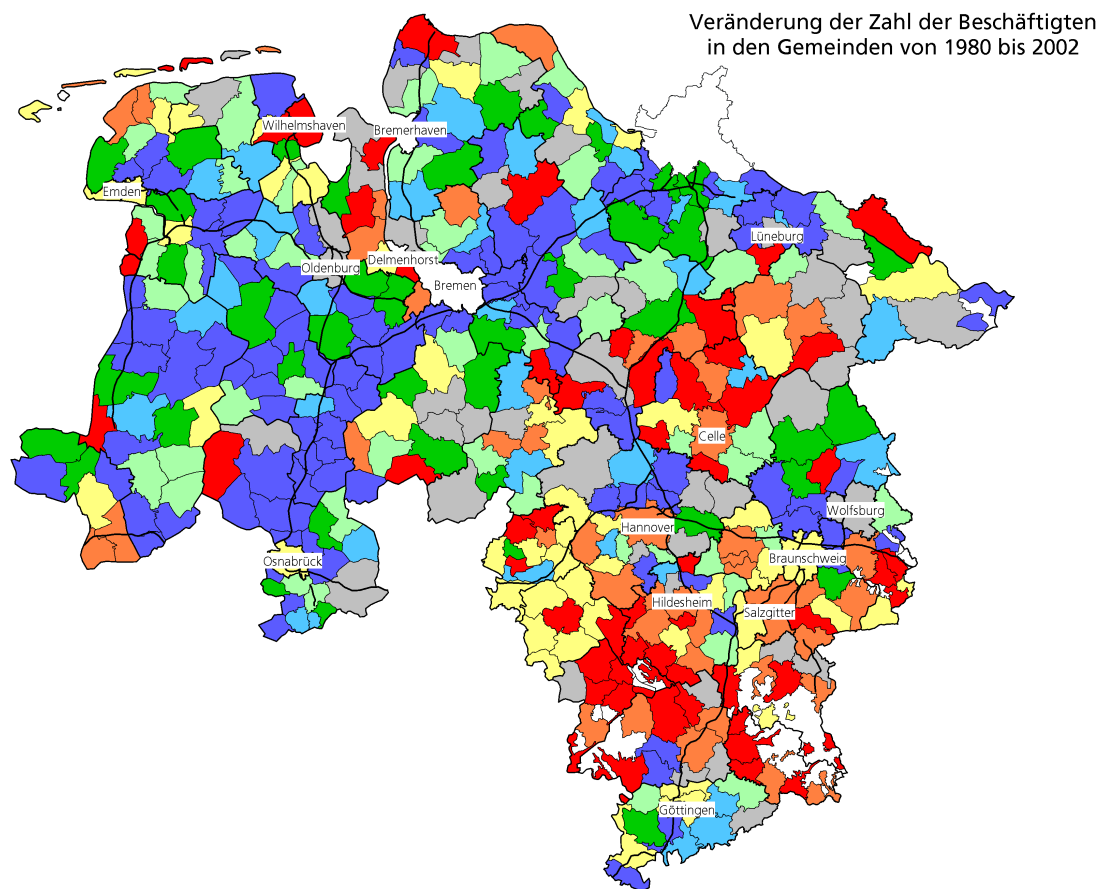 Veränderung der Zahl der Beschäftigten
in den Gemeinden von 1980 bis 2002
Wilhelmshaven
Bremerhaven
Emden
Lüneburg
Delmenhorst
Oldenburg
Bremen
Celle
Wolfsburg
Hannover
Braunschweig
Osnabrück
Hildesheim
Salzgitter
Göttingen